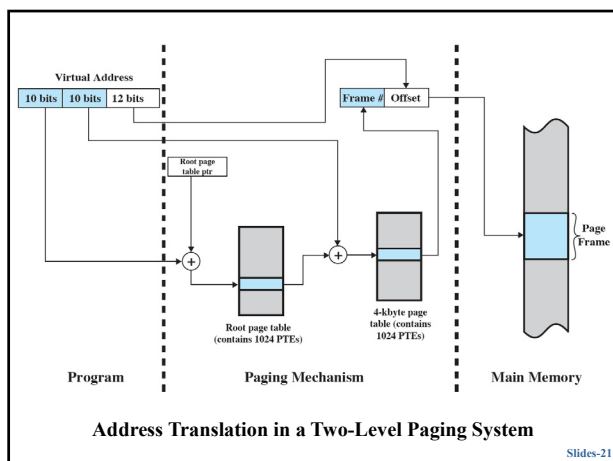 Virtual Address
10 bits 10 bits 12 bits
Frame # Offset
Root page
table ptr
+
+
Page
Frame
Root page table
(contains 1024 PTEs)
4-kbyte page
table (contains
1024 PTEs)
Program Paging Mechanism Main Memory
Address Translation in a Two-Level Paging System
Slides-21